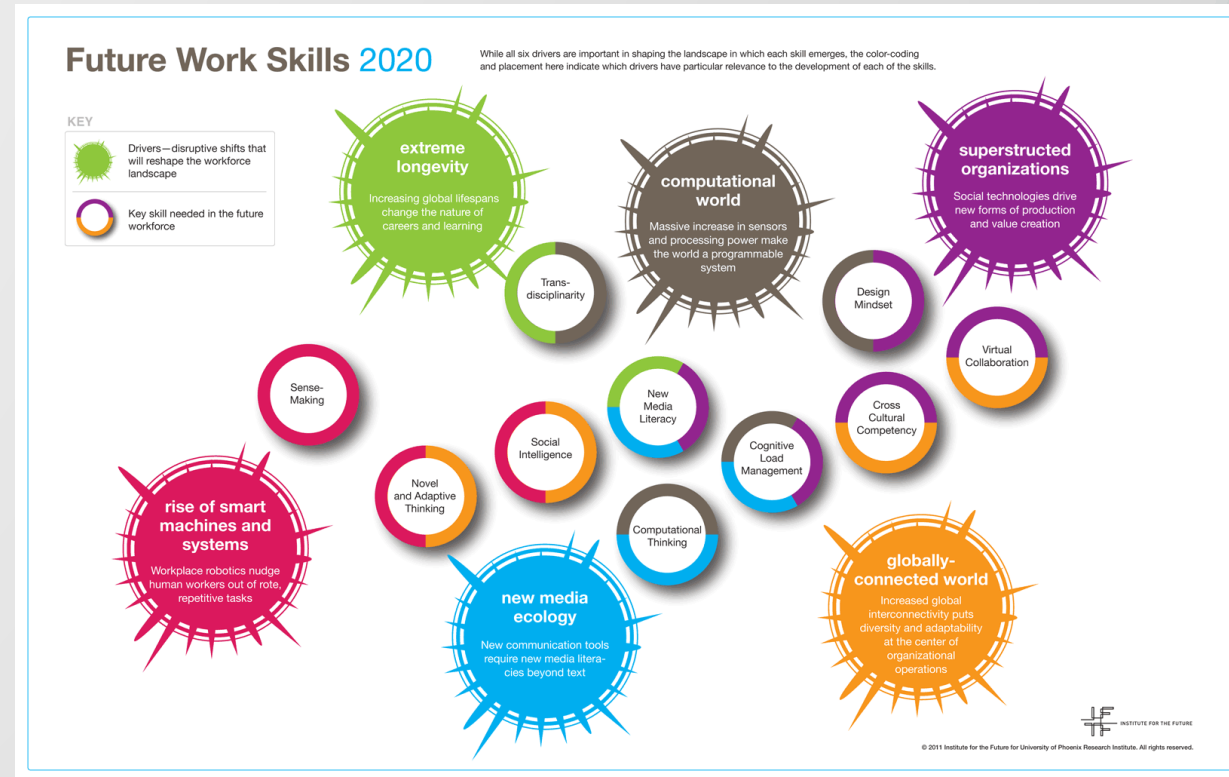 Future Work Skills 2020
While all six drivers are important in shaping the landscape in which each skill emerges, the color-coding
and placement here indicate which drivers have particular relevance to the development of each of the skills.
KEY
Drivers—disruptive shifts that
will reshape the workforce
landscape
Key skill needed in the future
workforce
extreme
longevity
Increasing global lifespans
change the nature of
careers and learning
computational
world
Massive increase in sensors
and processing power make
the world a programmable
system
superstructed
organizations
Social technologies drive
new forms of production
and value creation
Trans-
disciplinarity
Design
Mindset
Virtual
Collaboration
Sense-
Making
New
Media
Literacy
Cross
Cultural
Competency
Social
Intelligence
Cognitive
Load
Management
Novel
and Adaptive
Thinking
Computational
Thinking
rise of smart
machines and
systems
Workplace robotics nudge
human workers out of rote,
repetitive tasks
new media
ecology
New communication tools
require new media litera-
cies beyond text
globally-
connected world
Increased global
interconnectivity puts
diversity and adaptability
at the center of
organizational
operations
INSTITUTE FOR THE FUTURE
© 2011 Institute for the Future for University of Phoenix Research Institute. All rights reserved.